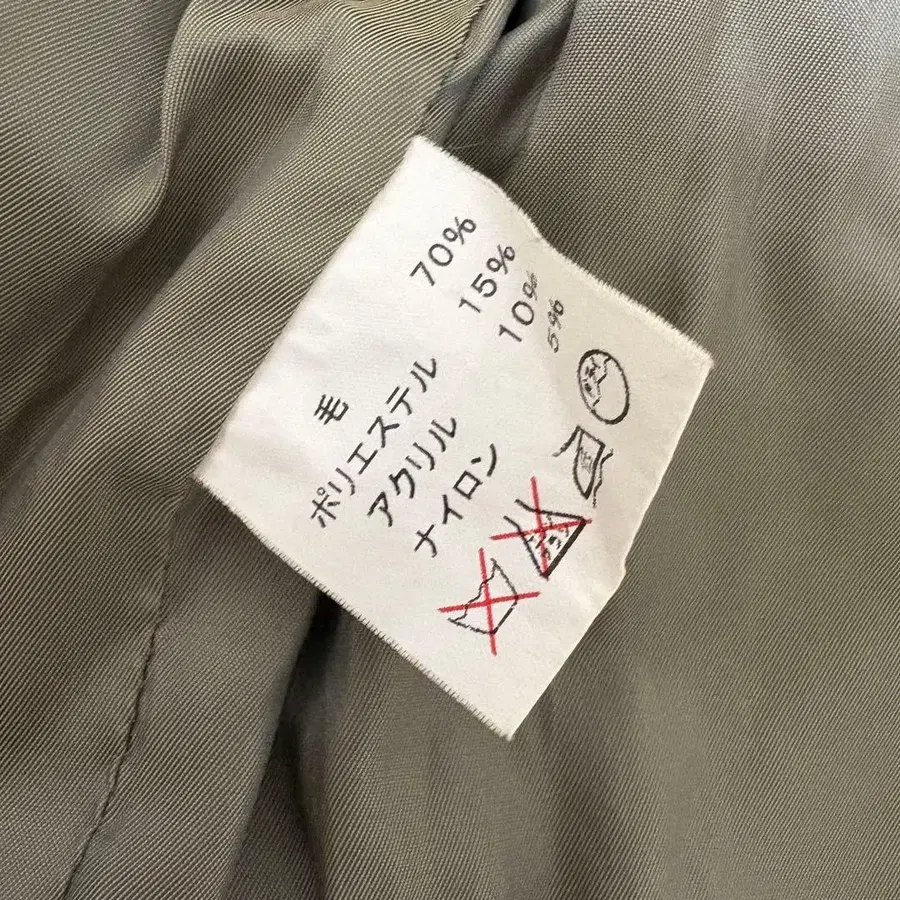 毛 70%
ポリエステル 15%
アクリル 10%
ナイロン 5%